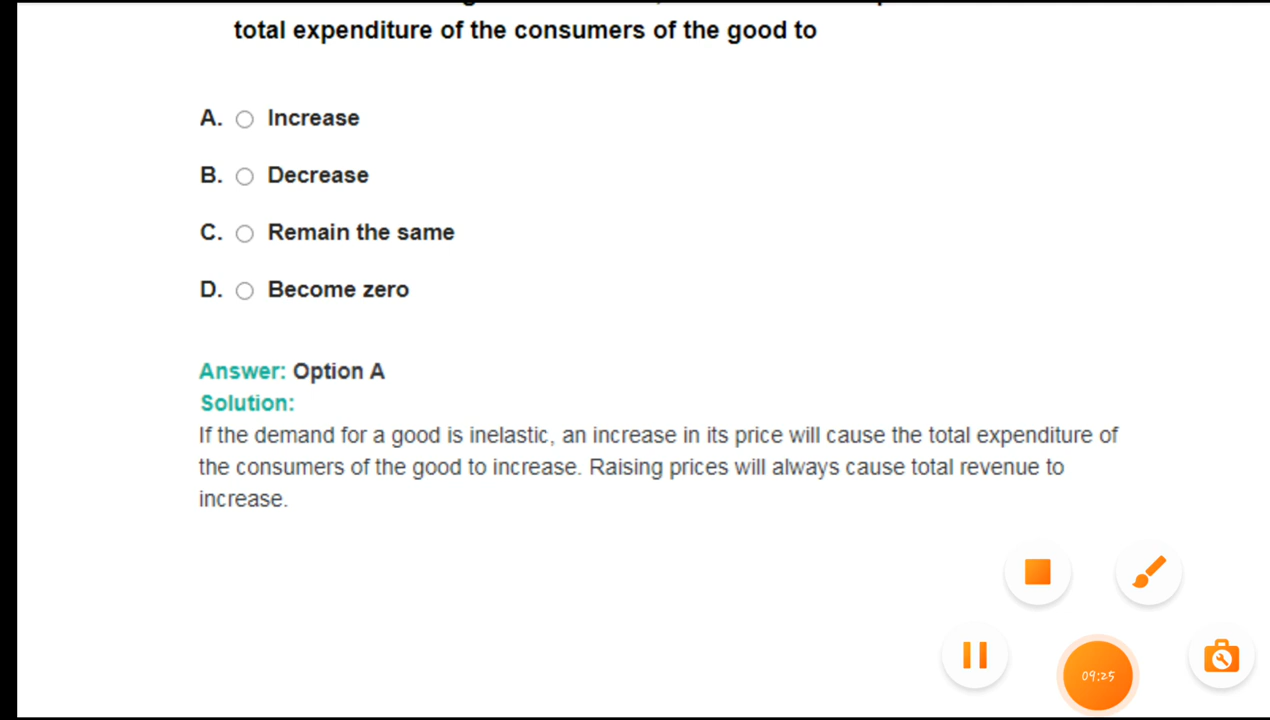 total expenditure of the consumers of the good to
A. Increase
B. Decrease
C. Remain the same
D. Become zero
Answer: Option A
Solution:
If the demand for a good is inelastic, an increase in its price will cause the total expenditure of
the consumers of the good to increase. Raising prices will always cause total revenue to
increase.
09:25